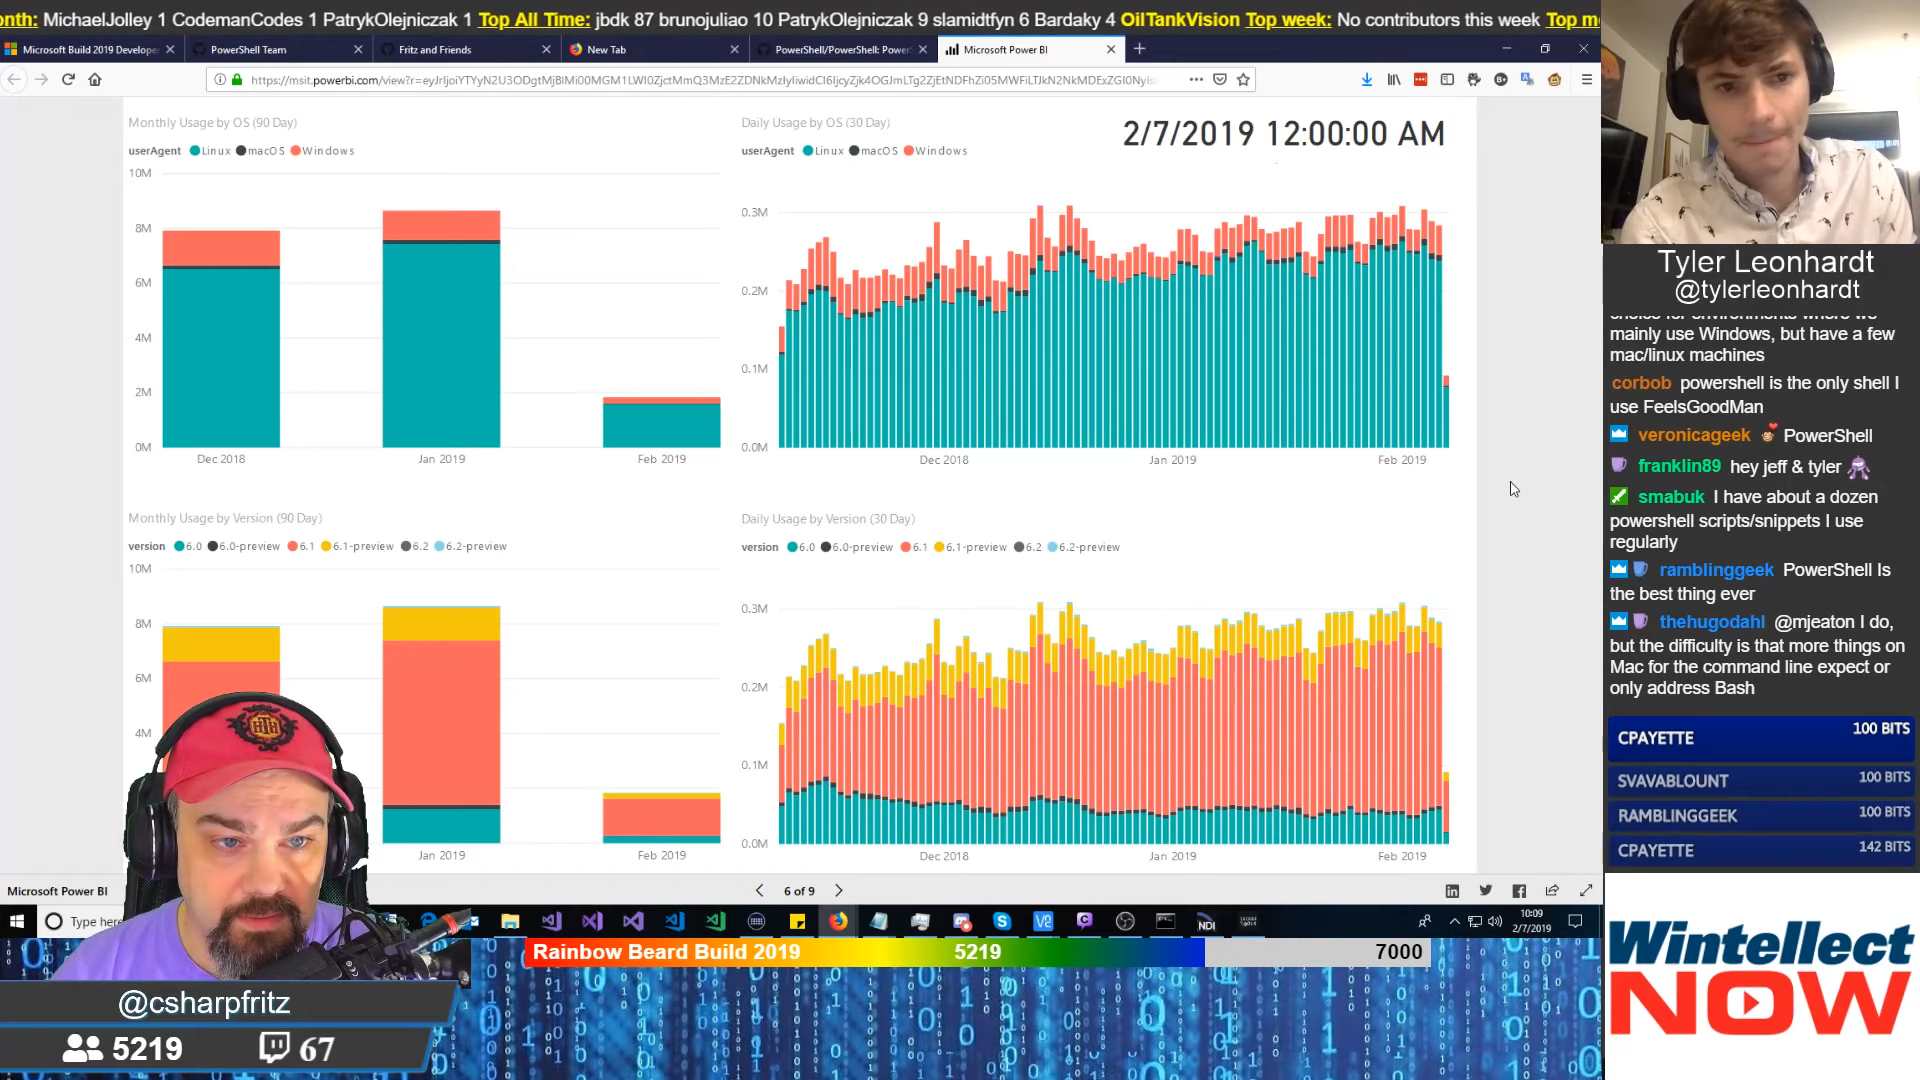 onth: MichaelJolley 1 CodemanCodes 1 PatrykOlejniczak 1 Top All Time: jbdk 87 brunojuliao 10 PatrykOlejniczak 9 slamidtfyn 6 Bardaky 4 OilTankVision Top week: No contributors this week Top m
Microsoft Build 2019 Develope
PowerShell Team
Fritz and Friends
New Tab
PowerShell/PowerShell: Power
Microsoft Power BI
Monthly Usage by OS (90 Day)
userAgent Linux macOS Windows
10M
8M
6M
4M
2M
0M
Dec 2018
Jan 2019
Feb 2019
Daily Usage by OS (30 Day)
2/7/2019 12:00:00 AM
userAgent Linux macOS Windows
0.3M
0.2M
0.1M
0.0M
Dec 2018
Jan 2019
Feb 2019
Monthly Usage by Version (90 Day)
version 6.0 6.0-preview 6.1 6.1-preview 6.2 6.2-preview
10M
8M
6M
4M
Jan 2019
Feb 2019
Daily Usage by Version (30 Day)
version 6.0 6.0-preview 6.1 6.1-preview 6.2 6.2-preview
0.3M
0.2M
0.1M
0.0M
Dec 2018
Jan 2019
Feb 2019
Microsoft Power BI
6 of 9
Type here
10:09
2/7/2019
Tyler Leonhardt
@tylerleonhardt
choice for environments where we
mainly use Windows, but have a few
mac/linux machines
corbob powershell is the only shell I
use FeelsGoodMan
veronicageek PowerShell
franklin89 hey jeff & tyler
smabuk I have about a dozen
powershell scripts/snippets I use
regularly
ramblinggeek PowerShell Is
the best thing ever
thehugodahl @mjeaton I do,
but the difficulty is that more things on
Mac for the command line expect or
only address Bash
CPAYETTE 100 BITS
SVAVABLOUNT 100 BITS
RAMBLINGGEEK 100 BITS
CPAYETTE 142 BITS
Wintellect
NOW
Rainbow Beard Build 2019 5219 7000
@csharpfritz
5219 67